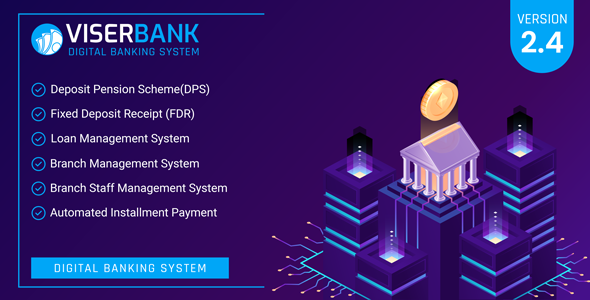 VISERBANK
DIGITAL BANKING SYSTEM
Deposit Pension Scheme(DPS)
Fixed Deposit Receipt (FDR)
Loan Management System
Branch Management System
Branch Staff Management System
Automated Installment Payment
DIGITAL BANKING SYSTEM
VERSION
2.4